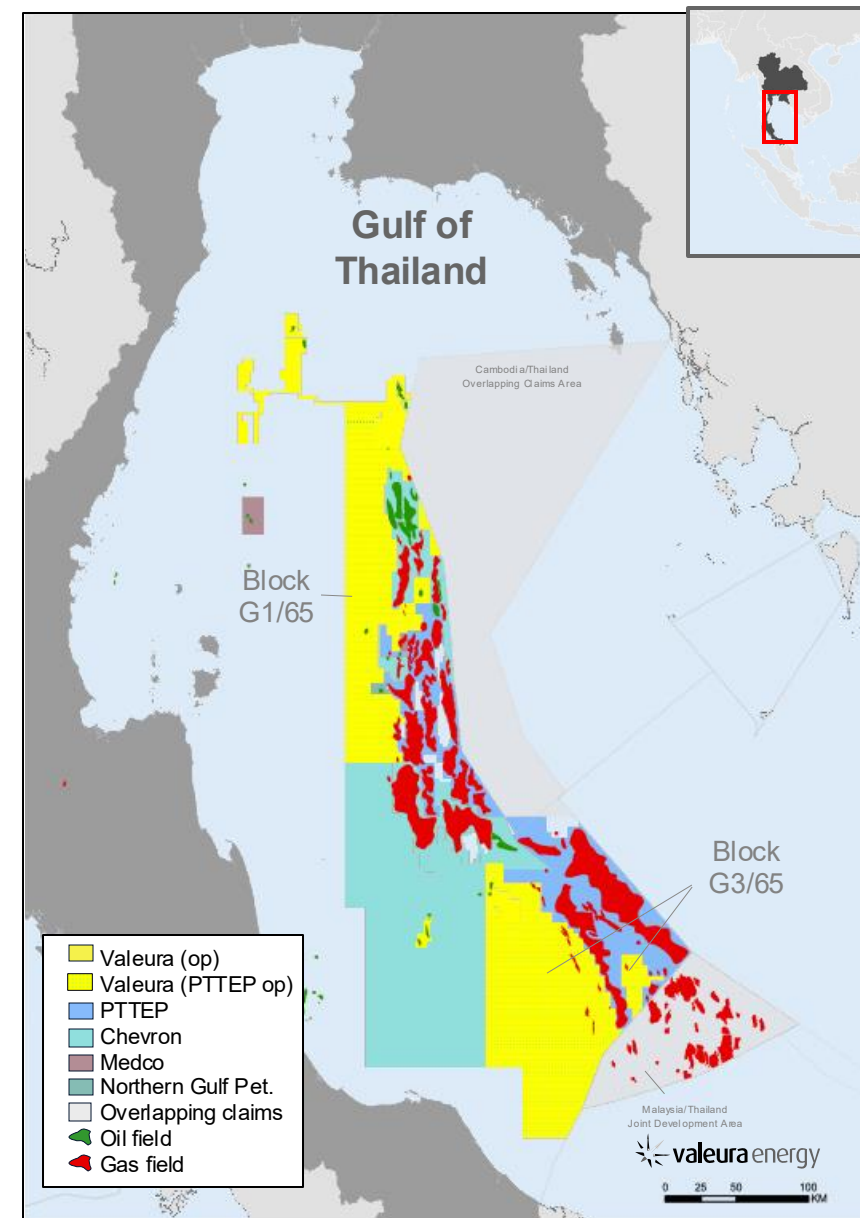 Gulf of
Thailand
Cambodia/Thailand
Overlapping Claims Area
Block
G1/65
Block
G3/65
Valeura (op)
Valeura (PTTEP op)
PTTEP
Chevron
Medco
Northern Gulf Pet.
Overlapping claims
Oil field
Gas field
Malaysia/Thailand
Joint Development Area
valeura energy
0 25 50 100
KM